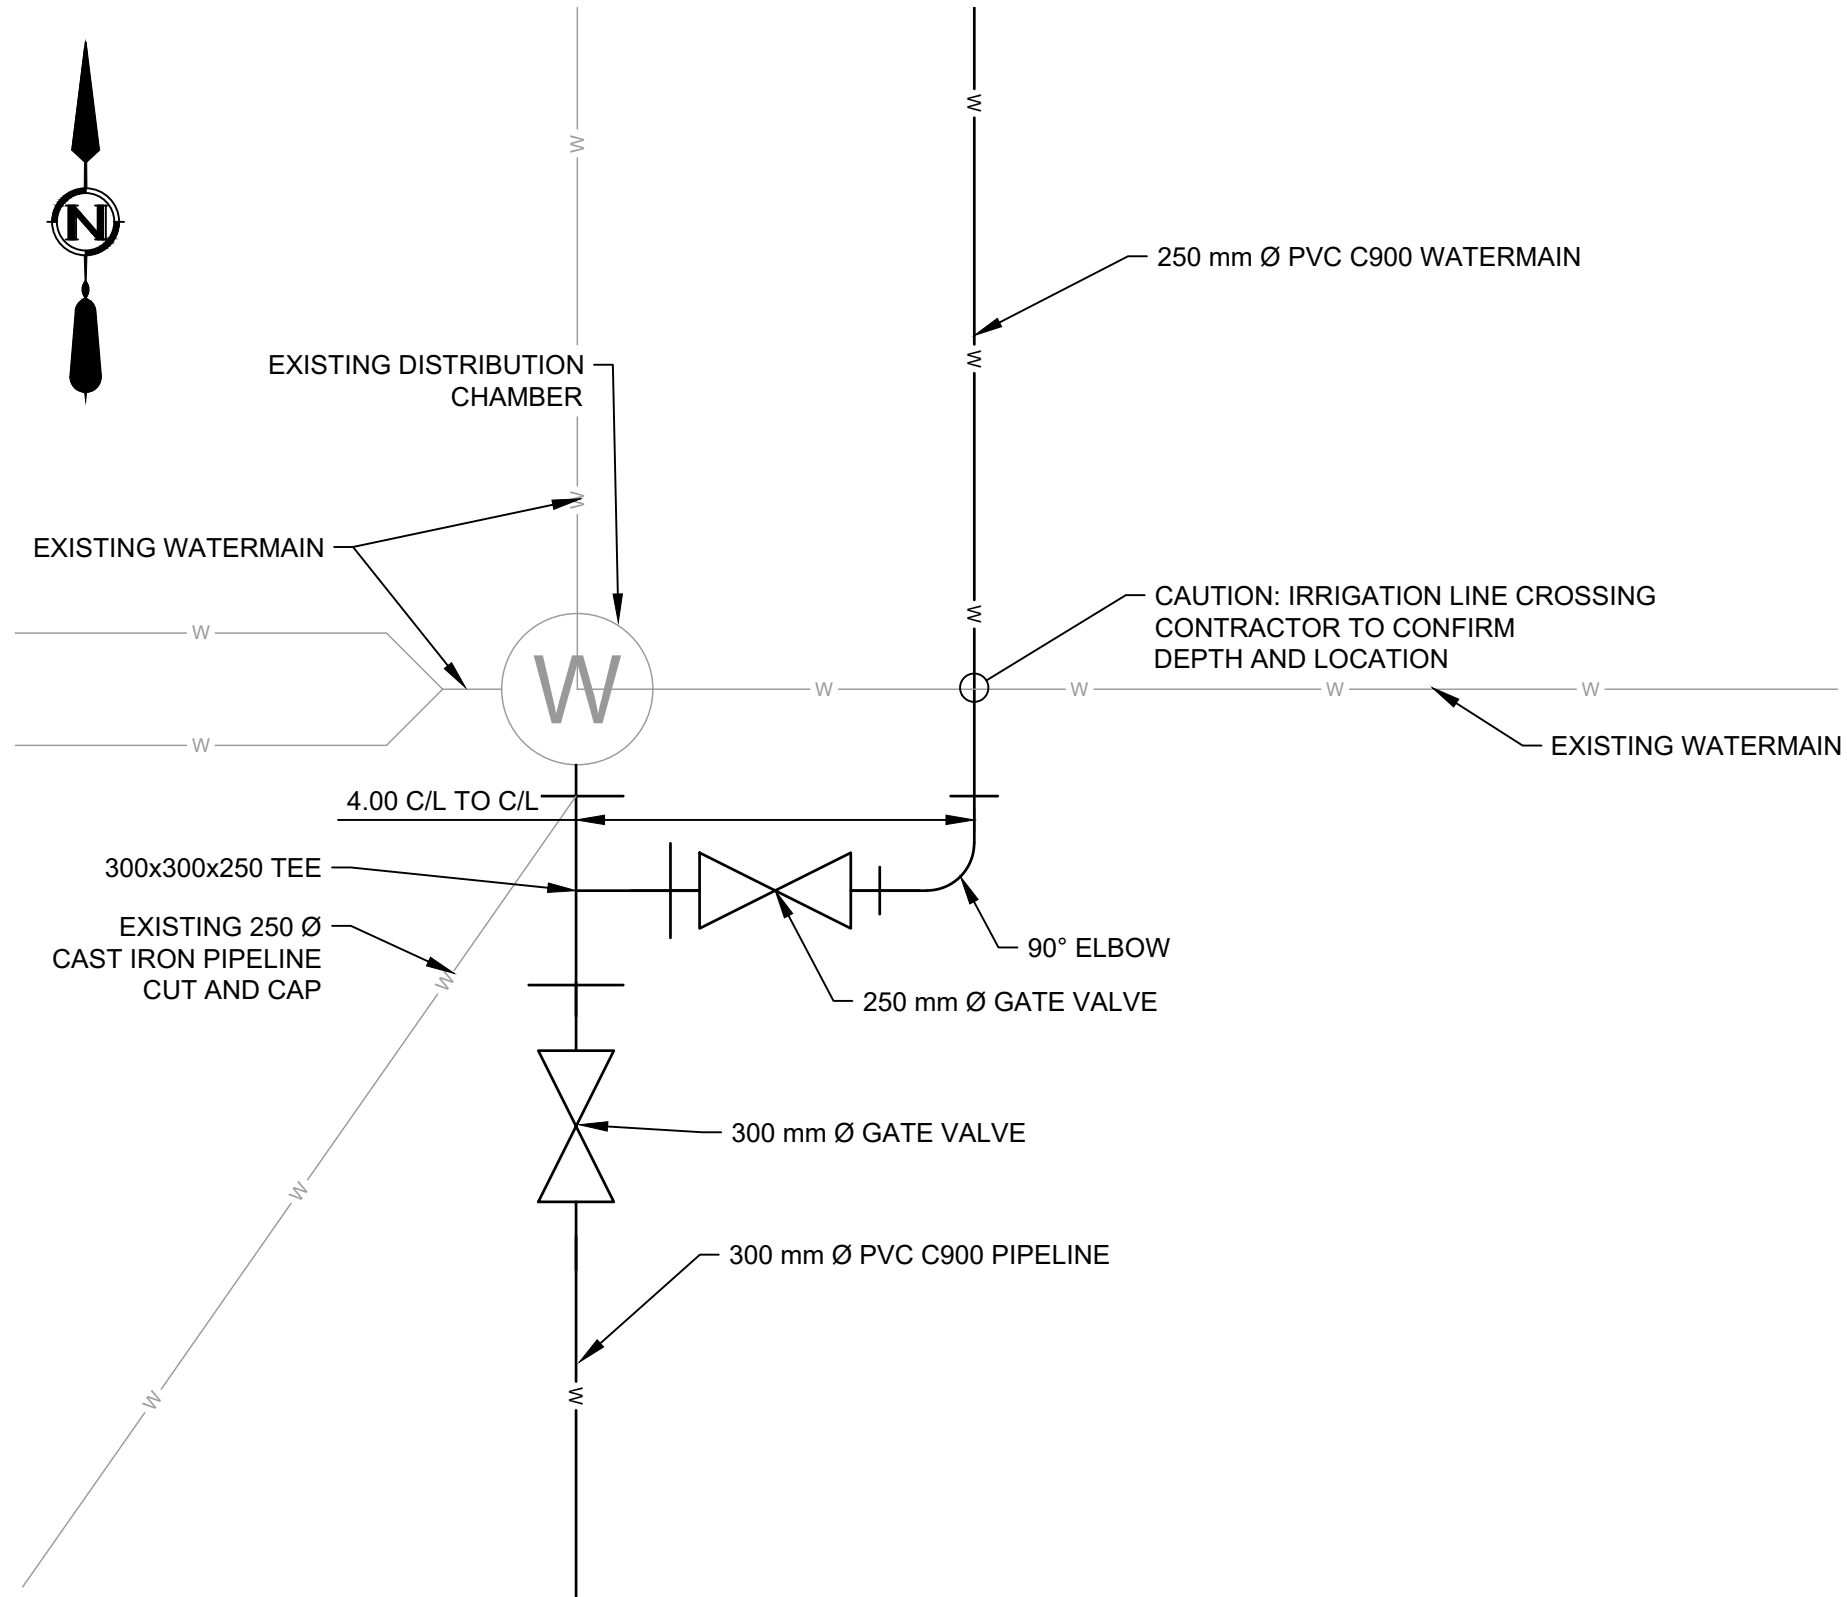 N
W
W
250 mm Ø PVC C900 WATERMAIN
W
EXISTING DISTRIBUTION
CHAMBER
W
EXISTING WATERMAIN
CAUTION: IRRIGATION LINE CROSSING
CONTRACTOR TO CONFIRM
DEPTH AND LOCATION
W
W
W
W
W
W
W
W
EXISTING WATERMAIN
4.00 C/L TO C/L
300x300x250 TEE
EXISTING 250 Ø
CAST IRON PIPELINE
CUT AND CAP
W
90° ELBOW
250 mm Ø GATE VALVE
300 mm Ø GATE VALVE
W
300 mm Ø PVC C900 PIPELINE
W
W